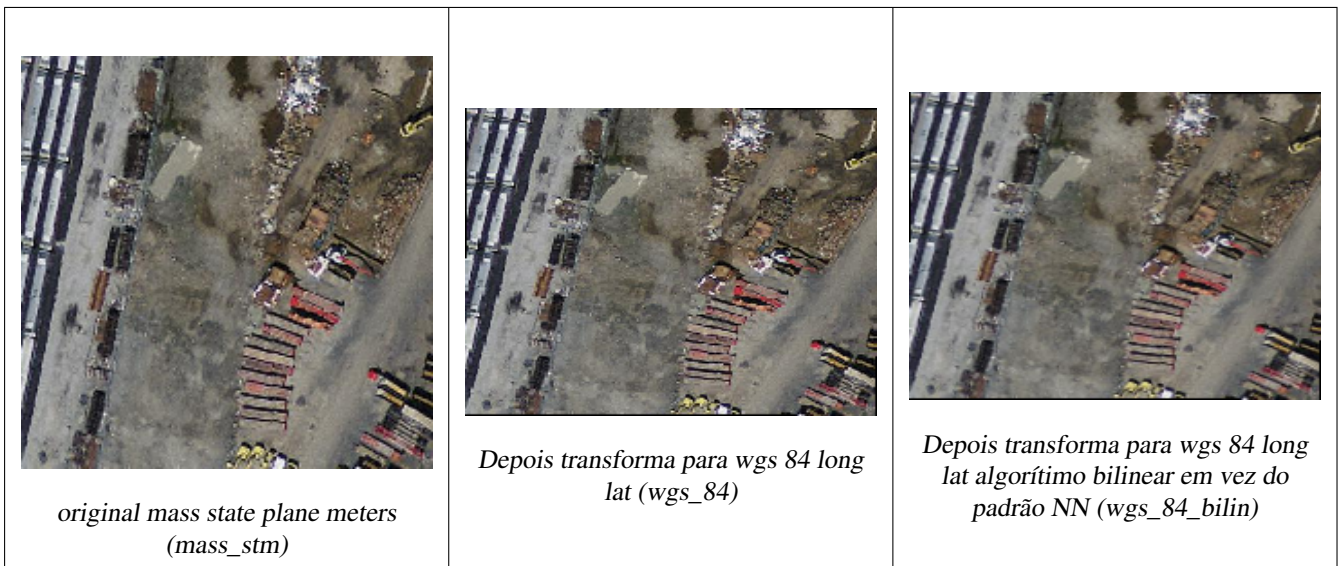 original mass state plane meters
(mass_stm)
Depois transforma para wgs 84 long
lat (wgs_84)
Depois transforma para wgs 84 long
lat algorítimo bilinear em vez do
padrão NN (wgs_84_bilin)